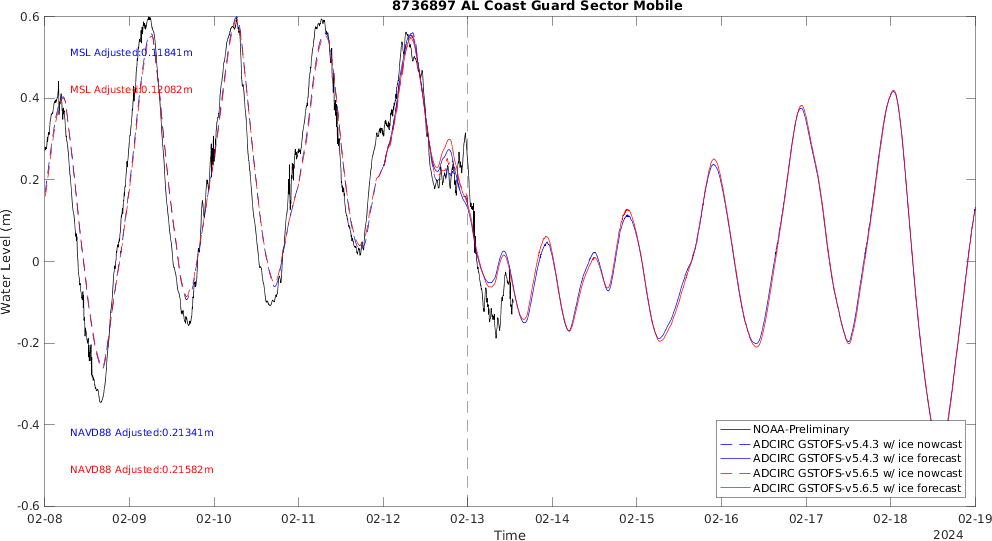 8736897 AL Coast Guard Sector Mobile
0.6
0.4
0.2
0
-0.2
-0.4
-0.6
Water Level (m)
MSL Adjusted:0.11841m
MSL Adjusted:0.12082m
NAVD88 Adjusted:0.21341m
NAVD88 Adjusted:0.21582m
NOAA-Preliminary
ADCIRC GSTOFS-v5.4.3 w/ ice nowcast
ADCIRC GSTOFS-v5.4.3 w/ ice forecast
ADCIRC GSTOFS-v5.6.5 w/ ice nowcast
ADCIRC GSTOFS-v5.6.5 w/ ice forecast
02-08 02-09 02-10 02-11 02-12 02-13 02-14 02-15 02-16 02-17 02-18 02-19
Time
2024